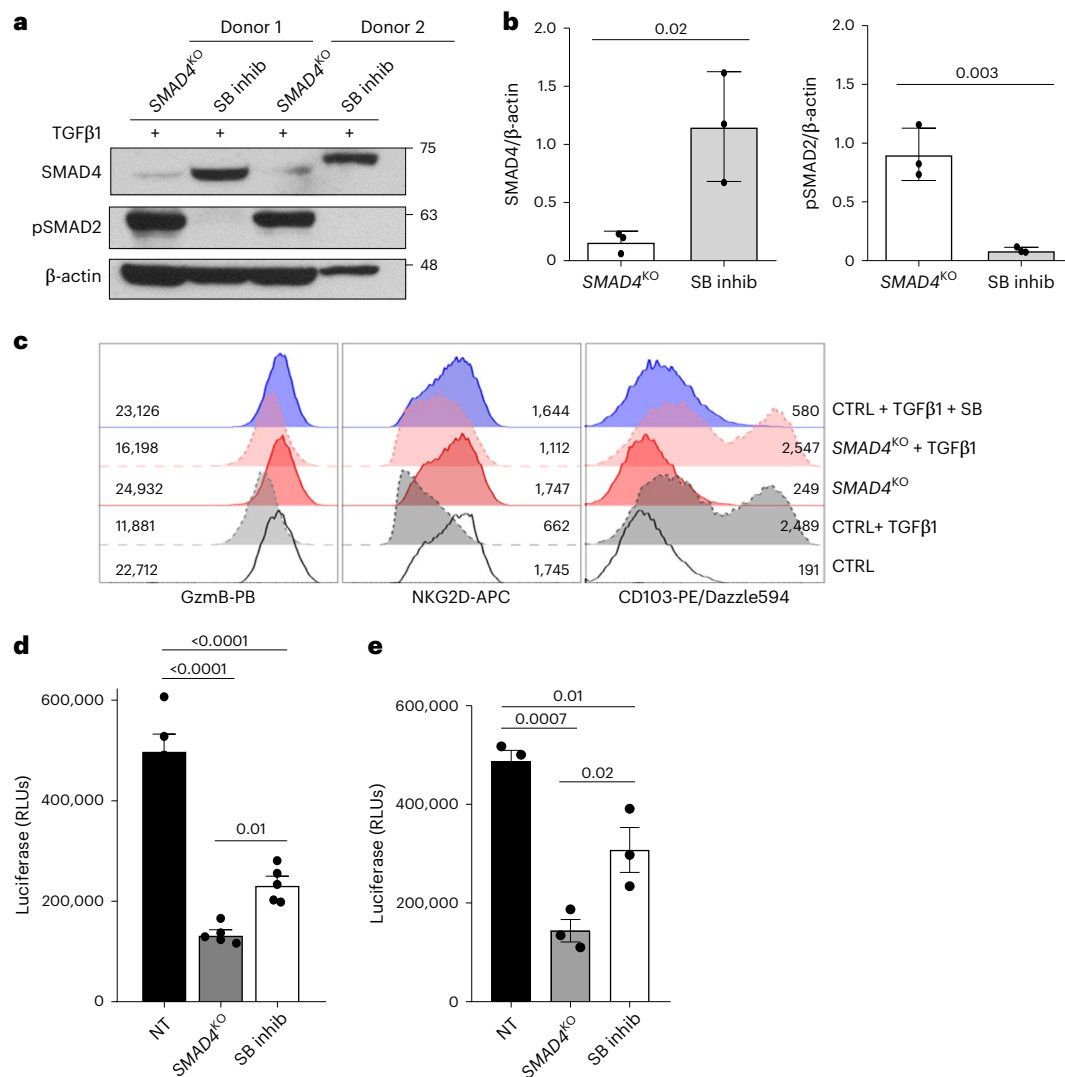 a
Donor 1
Donor 2
SMAD4KO
SB inhib
SMAD4KO
SB inhib
TGFβ1
+
+
+
+
SMAD4
75
pSMAD2
63
β-actin
48
b
SMAD4/β-actin
2.0
1.5
1.0
0.5
0
0.02
SMAD4KO
SB inhib
pSMAD2/β-actin
2.0
1.5
1.0
0.5
0
0.003
SMAD4KO
SB inhib
c
23,126
1,644
580
CTRL + TGFβ1 + SB
16,198
1,112
2,547
SMAD4KO + TGFβ1
24,932
1,747
249
SMAD4KO
11,881
662
2,489
CTRL+ TGFβ1
22,712
1,745
191
CTRL
GzmB-PB
NKG2D-APC
CD103-PE/Dazzle594
d
<0.0001
<0.0001
0.01
Luciferase (RLUs)
600,000
400,000
200,000
0
NT
SMAD4KO
SB inhib
e
0.01
0.0007
0.02
Luciferase (RLUs)
600,000
400,000
200,000
0
NT
SMAD4KO
SB inhib